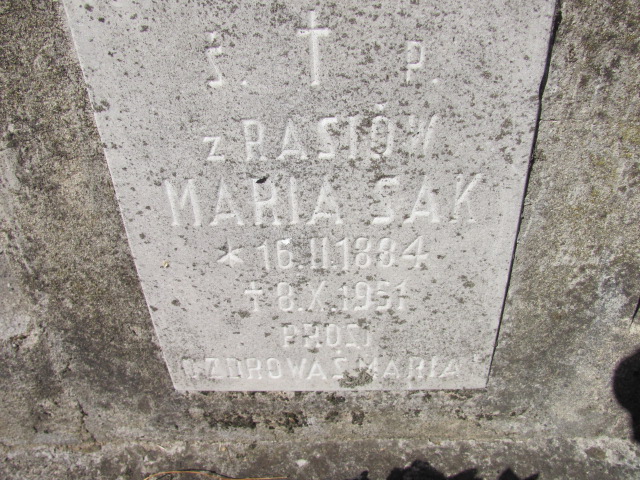 Ś. P.
z RASIÓW
MARIA SAK
* 16.II.1884
† 8.X.1951
PROSI
O ZDROWAŚ MARIA